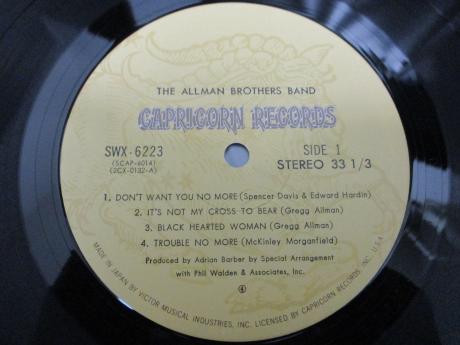 THE ALLMAN BROTHERS BAND
CAPRICORN RECORDS
SWX-6223
(SCAP-6014)
(2CX-0132-A)
SIDE 1
STEREO 33 1/3
1. DON'T WANT YOU NO MORE (Spencer Davis & Edward Hardin)
2. IT'S NOT MY CROSS TO BEAR (Gregg Allman)
3. BLACK HEARTED WOMAN (Gregg Allman)
4. TROUBLE NO MORE (McKinley Morganfield)
Produced by Adrian Barber by Special Arrangement
with Phil Walden & Associates, Inc.
④
MADE IN JAPAN BY VICTOR MUSICAL INDUSTRIES, INC. LICENSED BY CAPRICORN RECORDS INC. U.S.A.